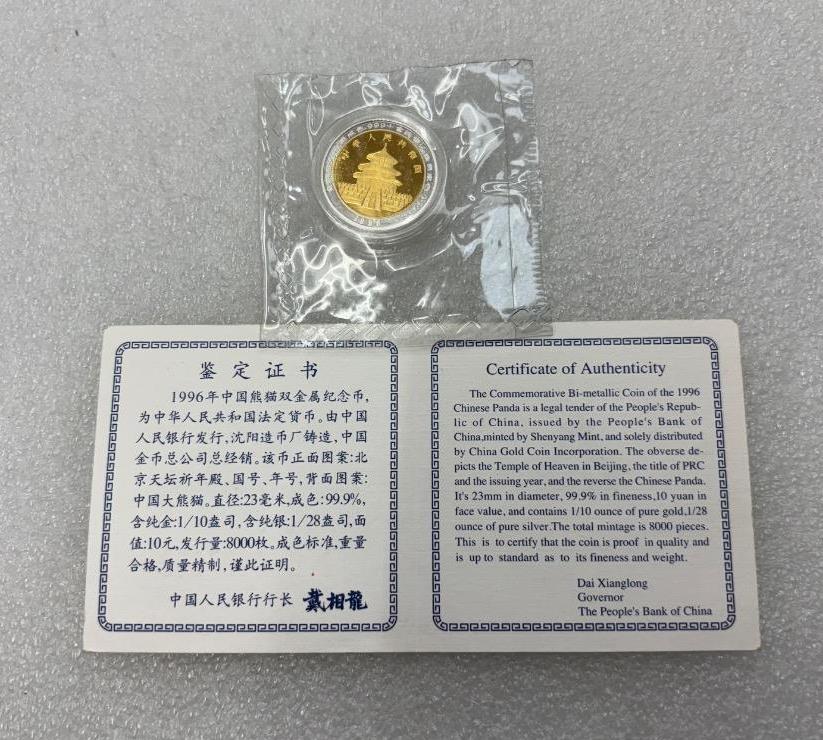 中华人民共和国
1996
鉴定证书
1996年中国熊猫双金属纪念币,
为中华人民共和国法定货币。由中国
人民银行发行,沈阳造币厂铸造,中国
金币总公司总经销。该币正面图案:北
京天坛祈年殿、国号、年号,背面图案:
中国大熊猫。直径:23毫米,成色:99.9%,
含纯金:1/10盎司,含纯银:1/28盎司,面
值:10元,发行量:8000枚。成色标准,重量
合格,质量精制,谨此证明。
中国人民银行行长 戴相龍
Certificate of Authenticity
The Commemorative Bi-metallic Coin of the 1996
Chinese Panda is a legal tender of the People's Repub-
lic of China, issued by the People's Bank of
China,minted by Shenyang Mint, and solely distributed
by China Gold Coin Incorporation. The obverse de-
picts the Temple of Heaven in Beijing, the title of PRC
and the issuing year, and the reverse the Chinese Panda.
It's 23mm in diameter, 99.9% in fineness,10 yuan in
face value, and contains 1/10 ounce of pure gold,1/28
ounce of pure silver.The total mintage is 8000 pieces.
This is to certify that the coin is proof in quality and
is up to standard as to its fineness and weight.
Dai Xianglong
Governor
The People's Bank of China